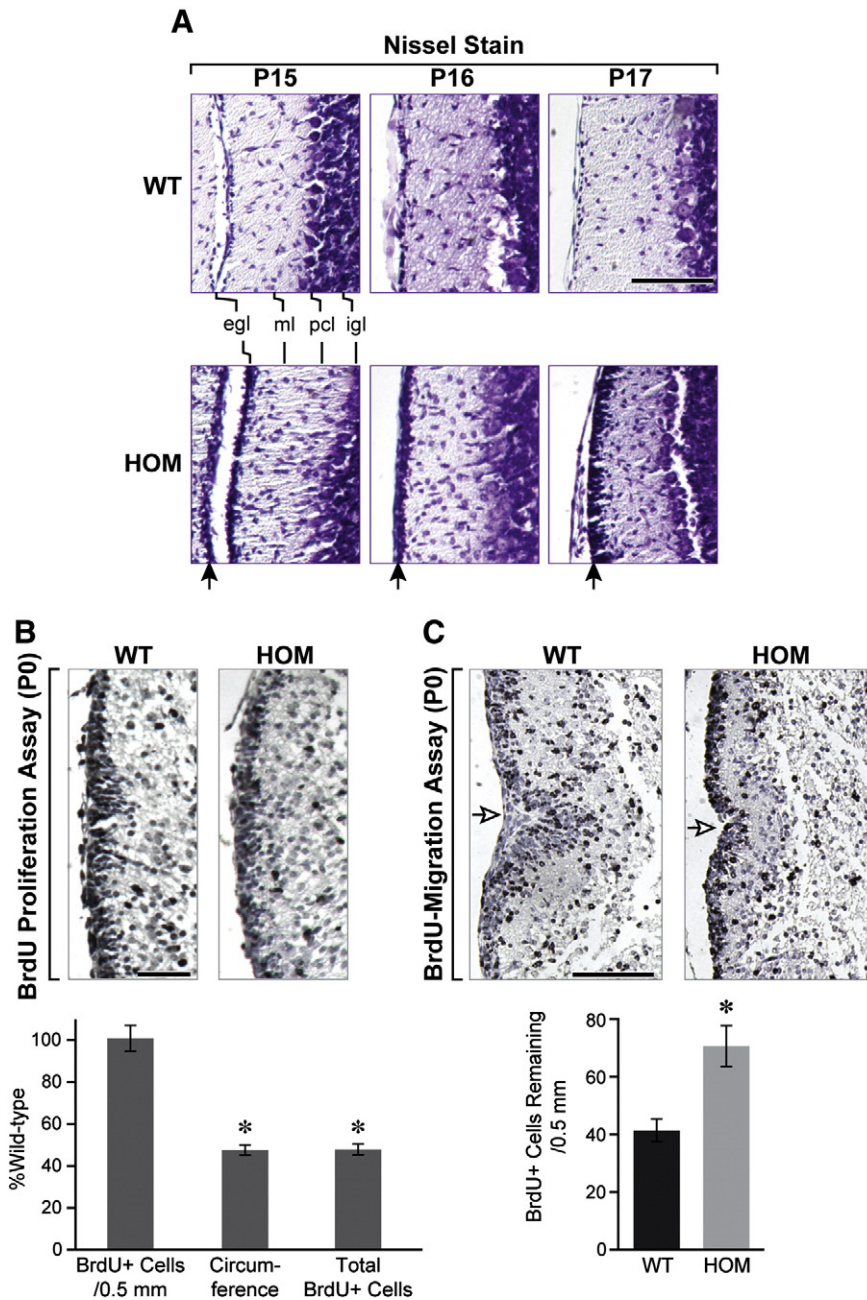 A
Nissel Stain
P15 P16 P17
WT
egl ml pcl igl
HOM
B
WT HOM
BrdU Proliferation Assay (P0)
%Wild-type
100
80
60
40
20
0
* *
BrdU+ Cells
/0.5 mm
Circum-
ference
Total
BrdU+ Cells
C
WT HOM
BrdU-Migration Assay (P0)
BrdU+ Cells Remaining
/0.5 mm
80
60
40
20
0
*
WT HOM